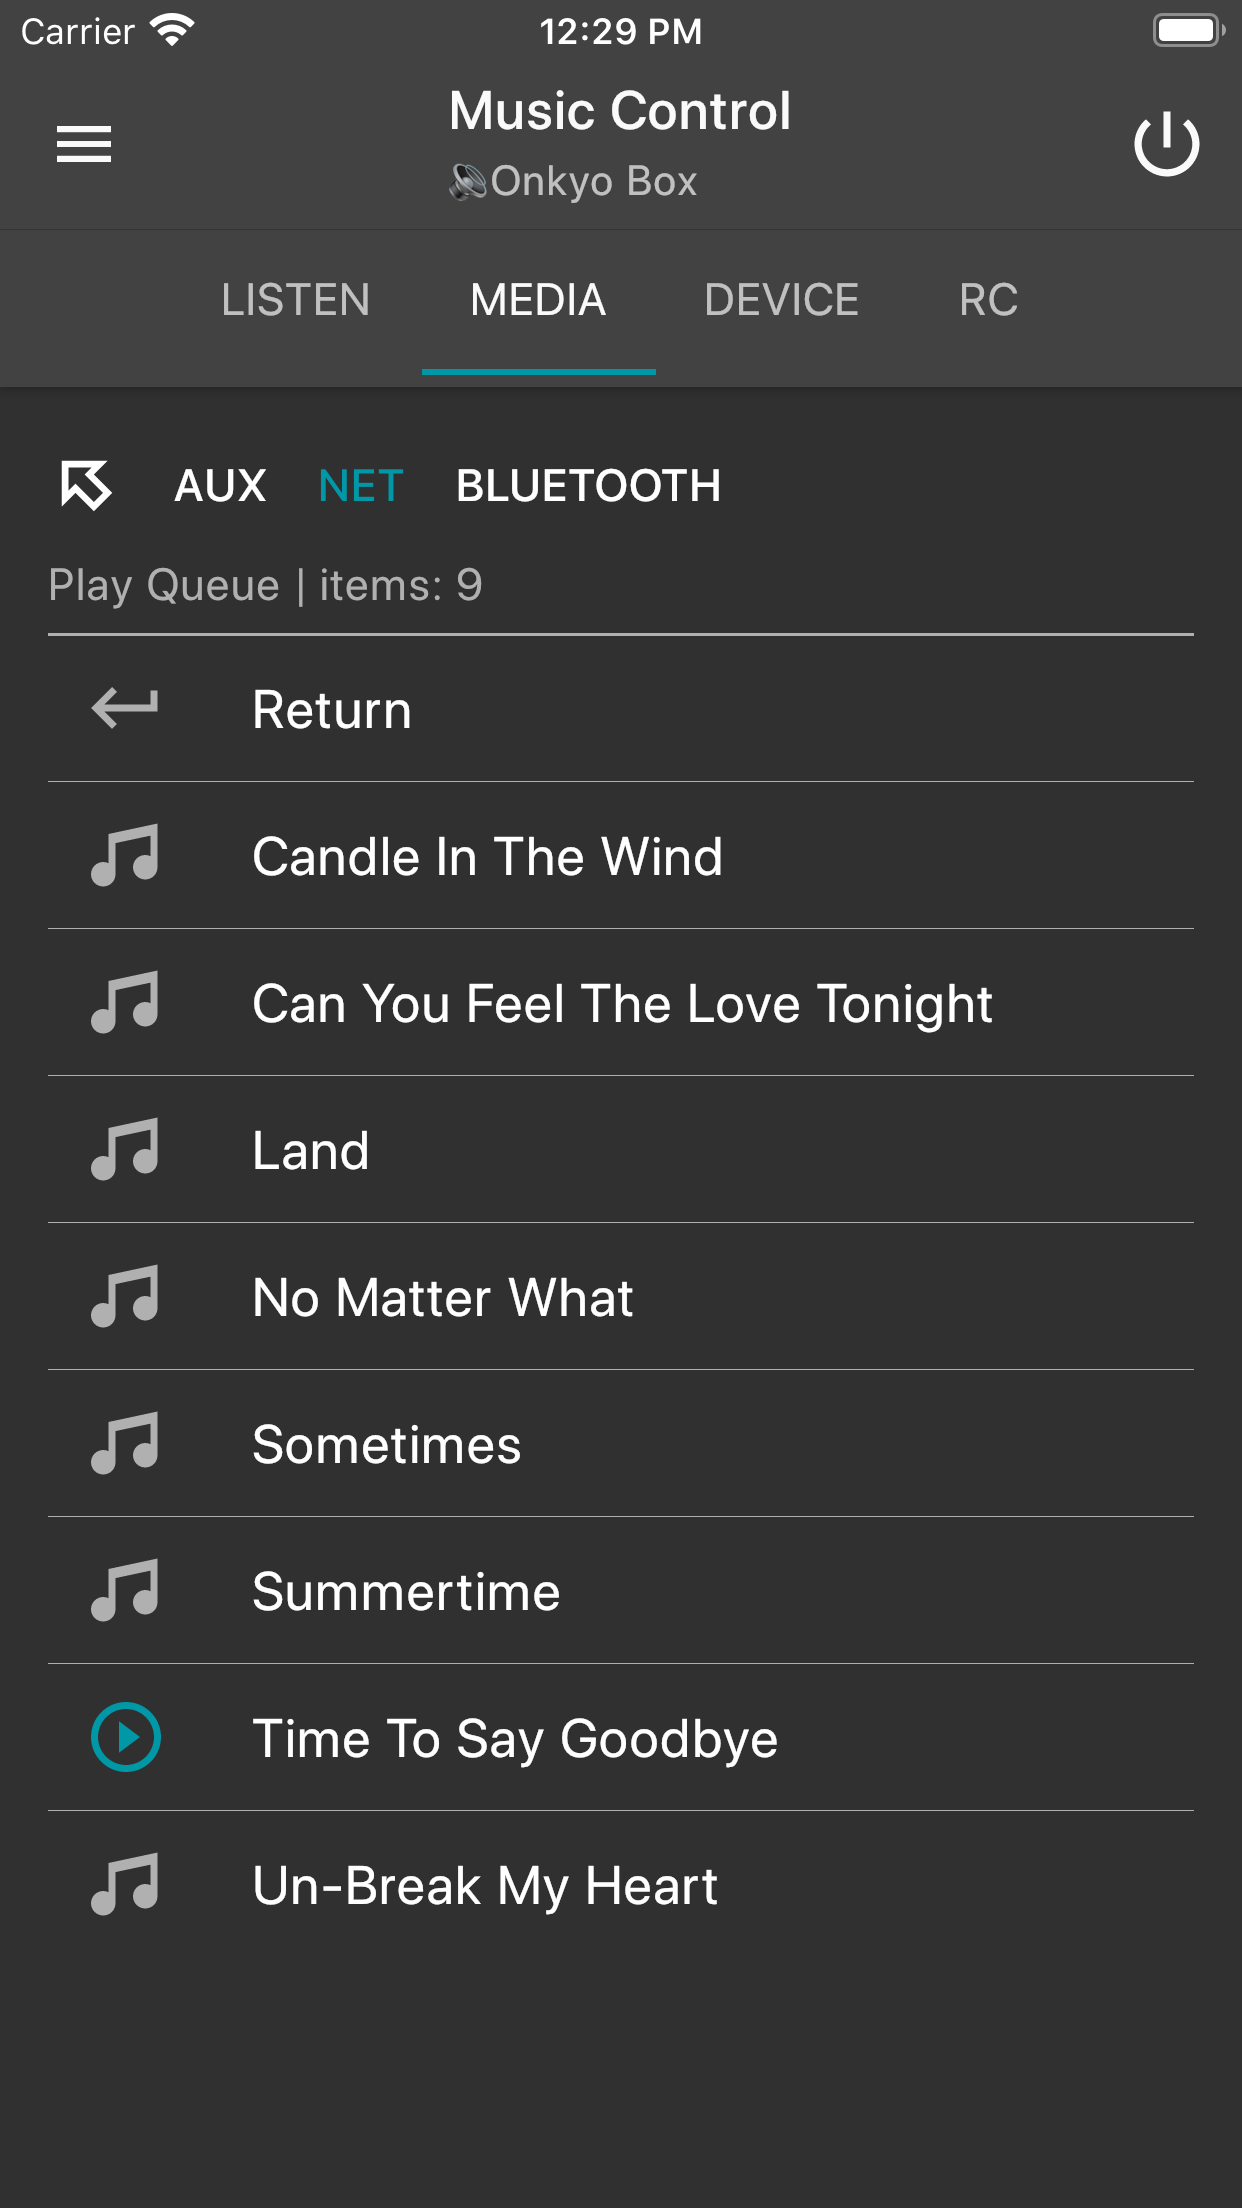 Carrier 12:29 PM
Music Control
Onkyo Box
LISTEN MEDIA DEVICE RC
AUX NET BLUETOOTH
Play Queue | items: 9
Return
Candle In The Wind
Can You Feel The Love Tonight
Land
No Matter What
Sometimes
Summertime
Time To Say Goodbye
Un-Break My Heart